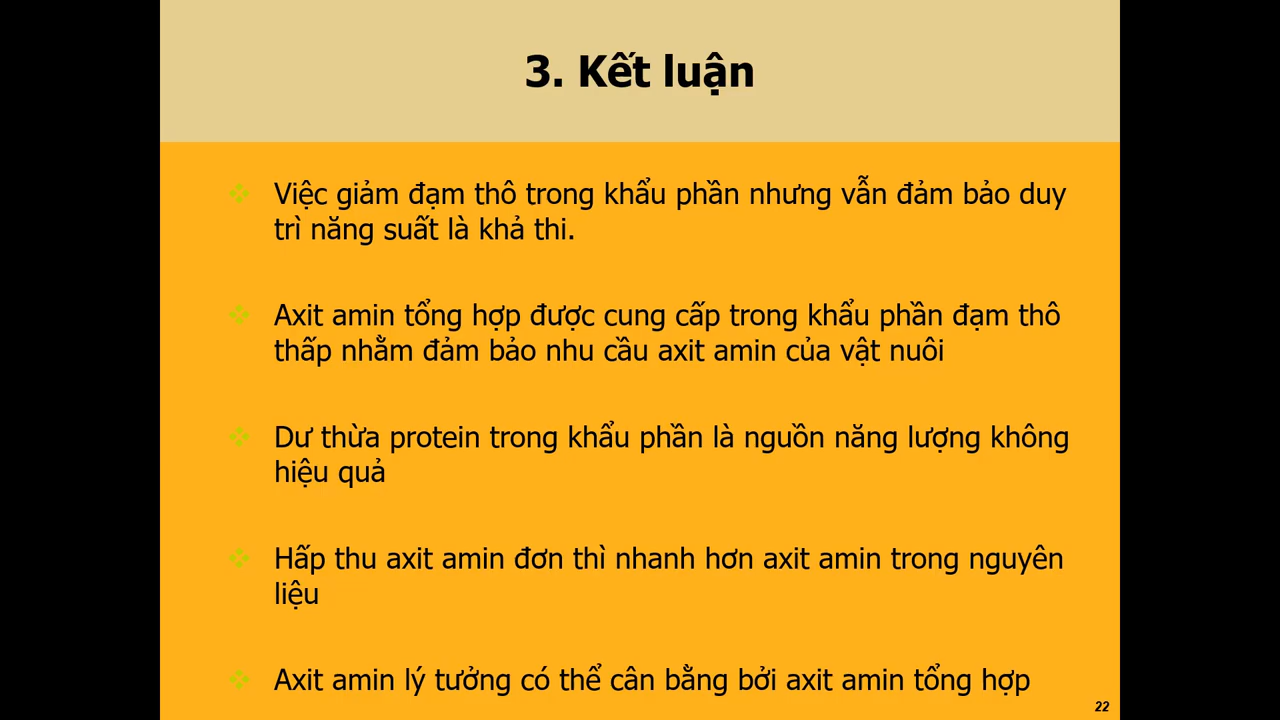 3. Kết luận
Việc giảm đạm thô trong khẩu phần nhưng vẫn đảm bảo duy
trì năng suất là khả thi.
Axit amin tổng hợp được cung cấp trong khẩu phần đạm thô
thấp nhằm đảm bảo nhu cầu axit amin của vật nuôi
Dư thừa protein trong khẩu phần là nguồn năng lượng không
hiệu quả
Hấp thu axit amin đơn thì nhanh hơn axit amin trong nguyên
liệu
Axit amin lý tưởng có thể cân bằng bởi axit amin tổng hợp
22